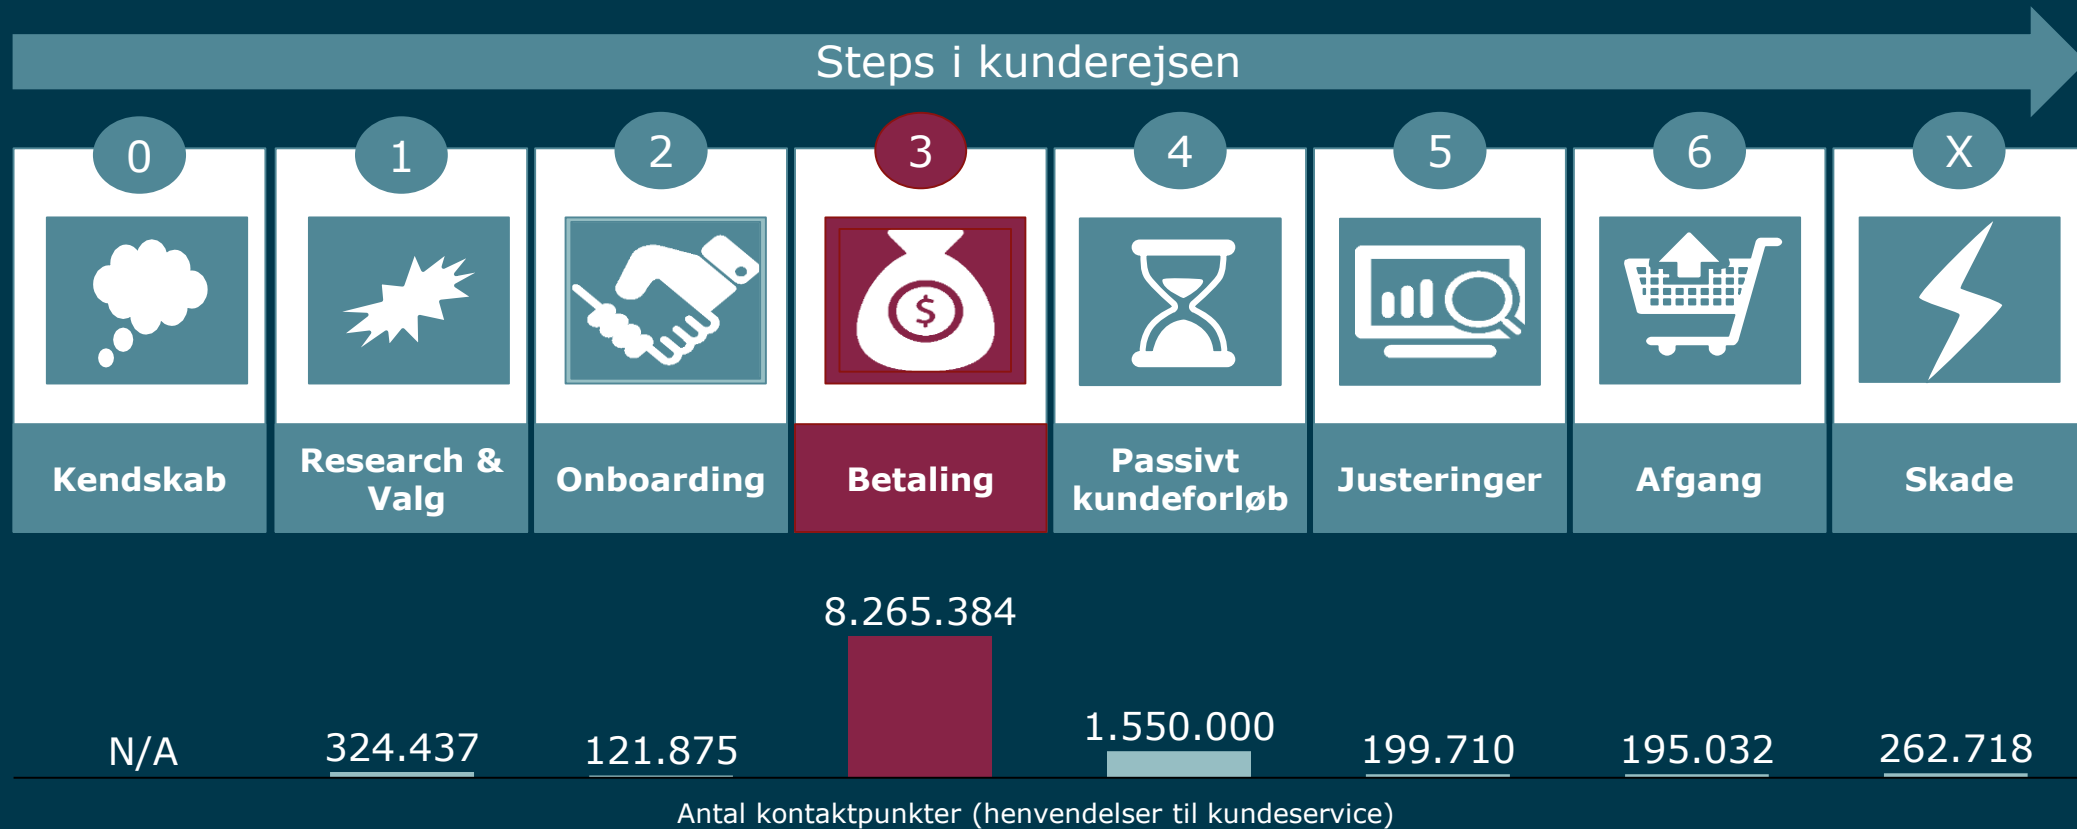 Steps i kunderejsen
0
1
2
3
4
5
6
X
$
Kendskab
Research &
Valg
Onboarding
Betaling
Passivt
kundeforløb
Justeringer
Afgang
Skade
N/A
324.437
121.875
8.265.384
1.550.000
199.710
195.032
262.718
Antal kontaktpunkter (henvendelser til kundeservice)